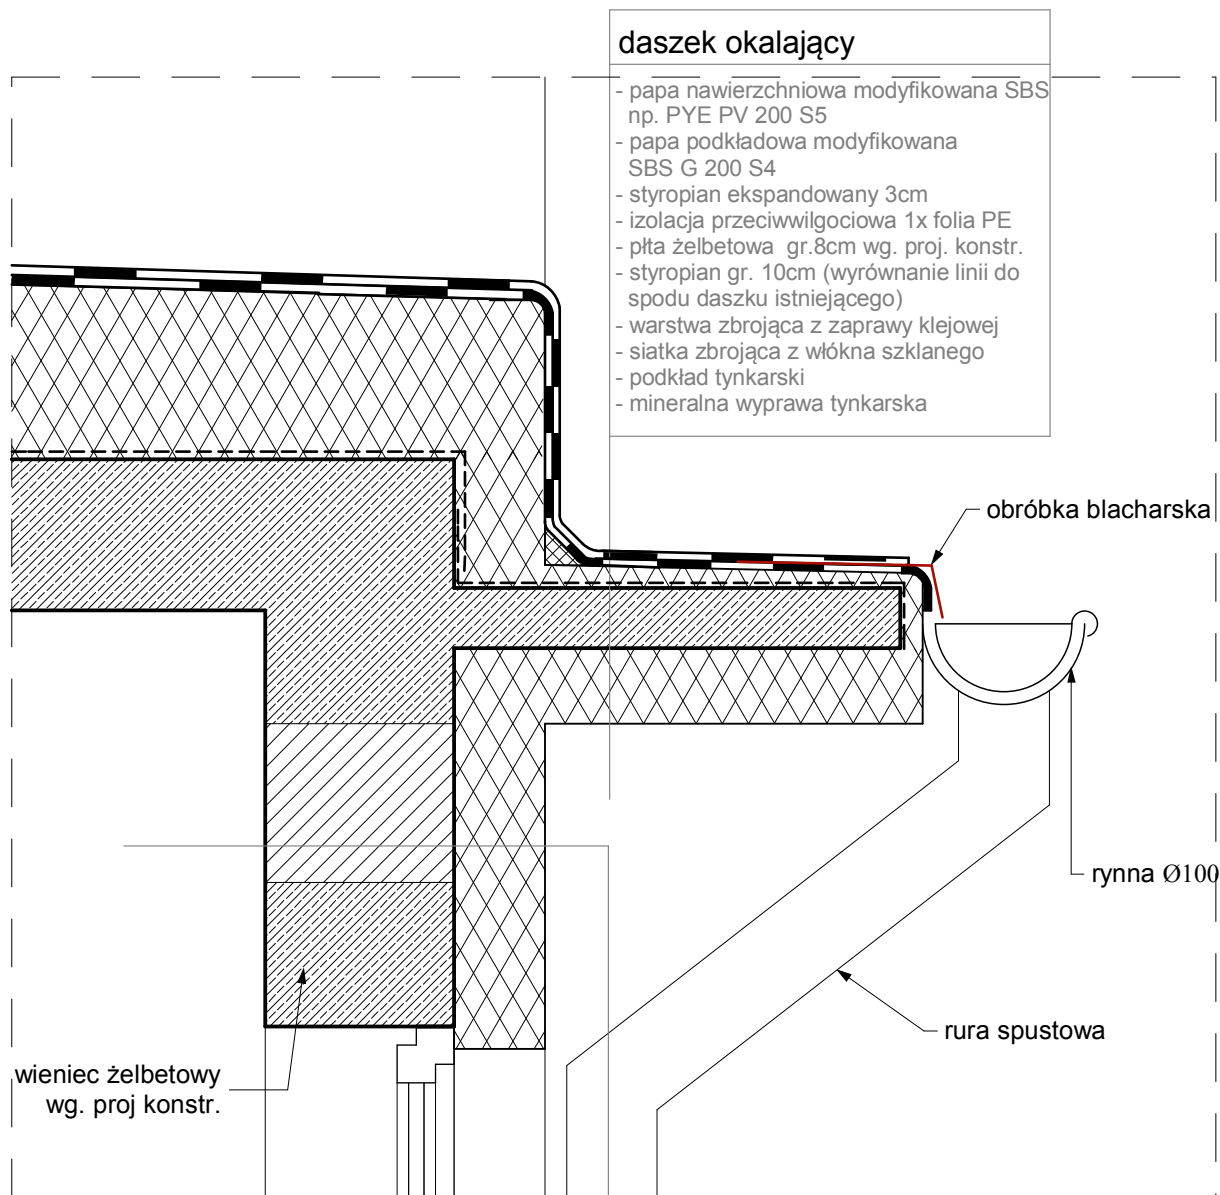 daszek okalający
- papa nawierzchniowa modyfikowana SBS
np. PYE PV 200 S5
- papa podkładowa modyfikowana
SBS G 200 S4
- styropian ekspandowany 3cm
- izolacja przeciwwilgociowa 1x folia PE
- płta żelbetowa gr.8cm wg. proj. konstr.
- styropian gr. 10cm (wyrównanie linii do
spodu daszku istniejącego)
- warstwa zbrojąca z zaprawy klejowej
- siatka zbrojąca z włókna szklanego
- podkład tynkarski
- mineralna wyprawa tynkarska
obróbka blacharska
rynna Ø100
rura spustowa
wieniec żelbetowy
wg. proj konstr.